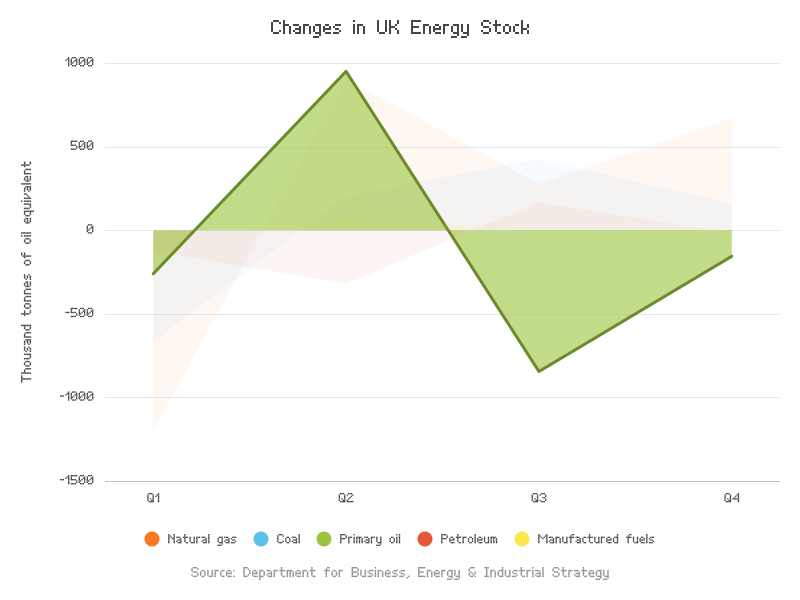 Changes in UK Energy Stock
Thousand tonnes of oil equivalent
1000
500
0
-500
-1000
-1500
Q1 Q2 Q3 Q4
Natural gas Coal Primary oil Petroleum Manufactured fuels
Source: Department for Business, Energy & Industrial Strategy